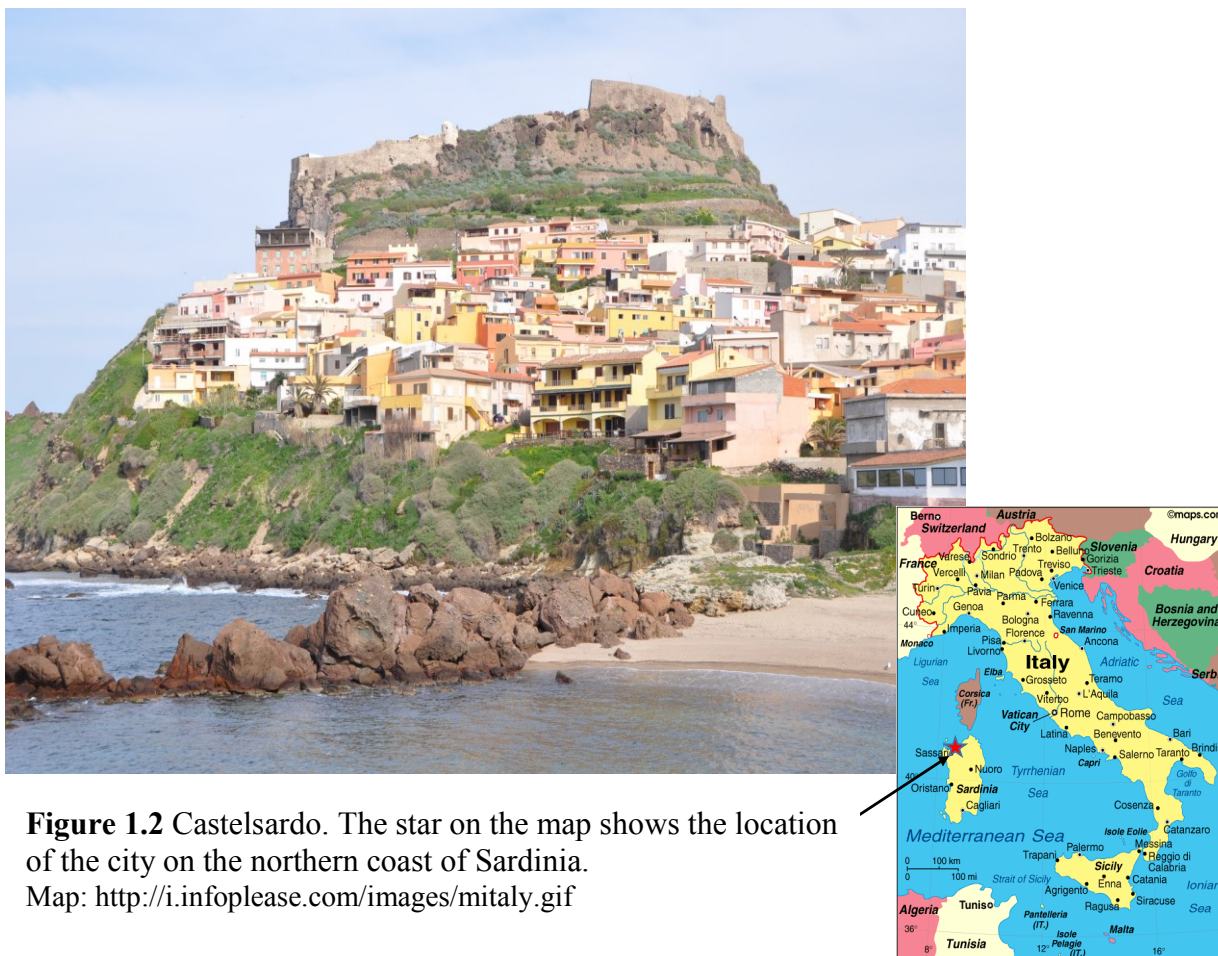 Figure 1.2 Castelsardo. The star on the map shows the location
of the city on the northern coast of Sardinia.
Map: http://i.infoplease.com/images/mitaly.gif
Berno
Switzerland
Austria
©maps.com
Hungary
Bolzano
Slovenia
France
Varese
Sondrio
Trento
Belluno
Gorizia
Croatia
Vercelli
Milan
Padova
Treviso
Trieste
Turin
Pavia
Venice
Parma
Ferrara
Cuneo
Genoa
Bologna
Ravenna
Bosnia and
Herzegovina
44°
Imperia
Florence
San Marino
Monaco
Pisa
Livorno
Ancona
Ligurian
Sea
Italy
Adriatic
Sea
Serb
Elba
Grosseto
Teramo
Corsica
(Fr.)
Viterbo
L'Aquila
Vatican
City
Rome
Campobasso
Latina
Benevento
Bari
Sassari
Naples
Salerno
Taranto
Brindi
Capri
Nuoro
Tyrrhenian
Sea
Golfo
di
Taranto
40°
Oristano
Sardinia
Cagliari
Cosenza
Catanzaro
Mediterranean Sea
Isole Eolie
Messina
Reggio di
Calabria
0 100 km
0 100 mi
Trapani
Palermo
Sicily
Strait of Sicily
Enna
Catania
Ionian
Sea
Agrigento
Siracuse
Ragusa
Algeria
Tuniso
Pantelleria
(IT.)
Malta
36°
Tunisia
Isole
Pelagie
(IT.)
8°
12°
16°